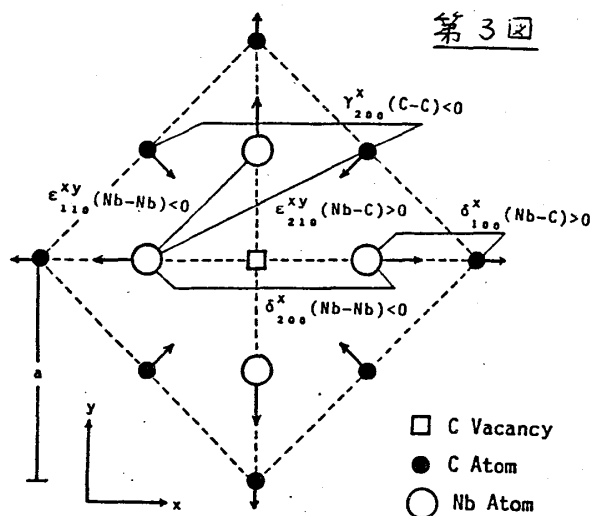 第3図
γ^x_200(C-C)<0
ε^xy_110(Nb-Nb)<0
ε^xy_210(Nb-C)>0
δ^x_100(Nb-C)>0
δ^x_200(Nb-Nb)<0
a
y
x
C Vacancy
C Atom
Nb Atom